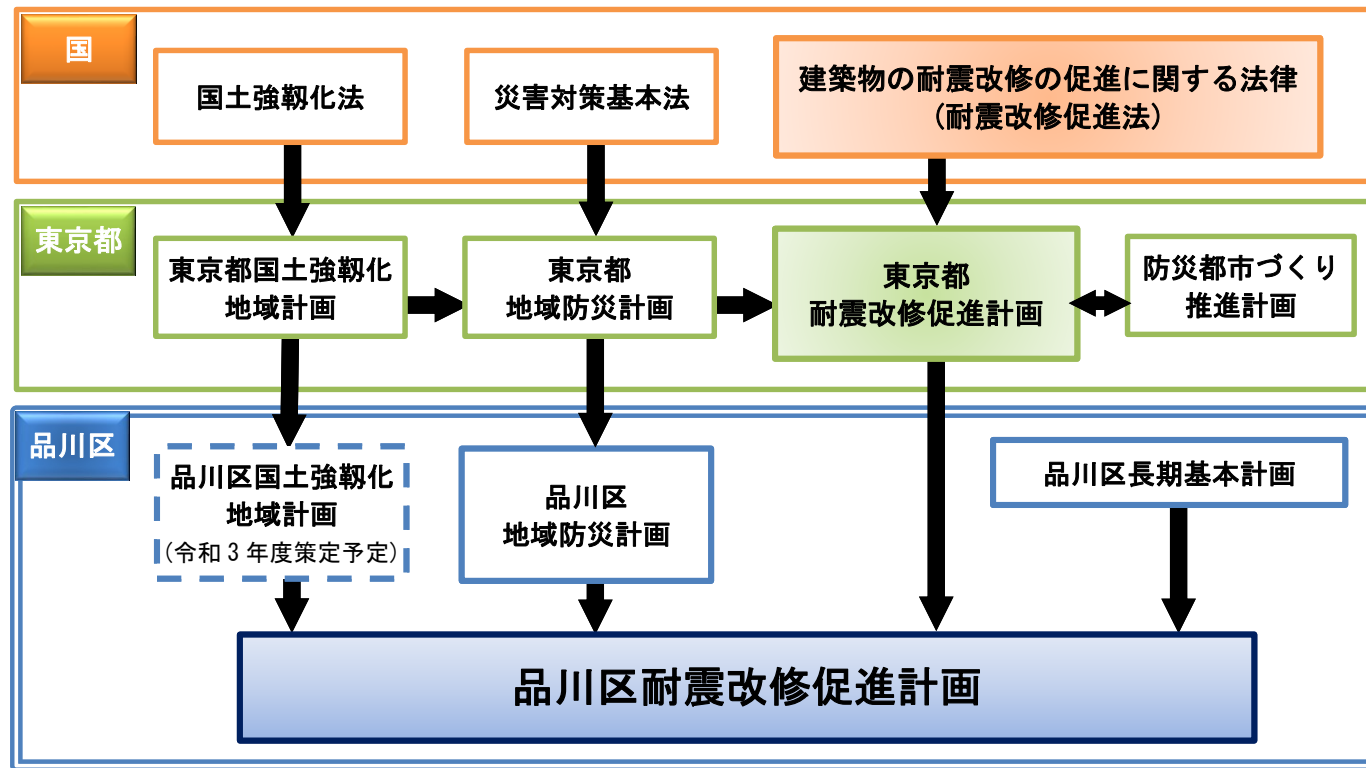 国
国土強靱化法
災害対策基本法
建築物の耐震改修の促進に関する法律
(耐震改修促進法)
東京都
東京都国土強靱化
地域計画
東京都
地域防災計画
東京都
耐震改修促進計画
防災都市づくり
推進計画
品川区
品川区国土強靱化
地域計画
(令和3年度策定予定)
品川区
地域防災計画
品川区長期基本計画
品川区耐震改修促進計画